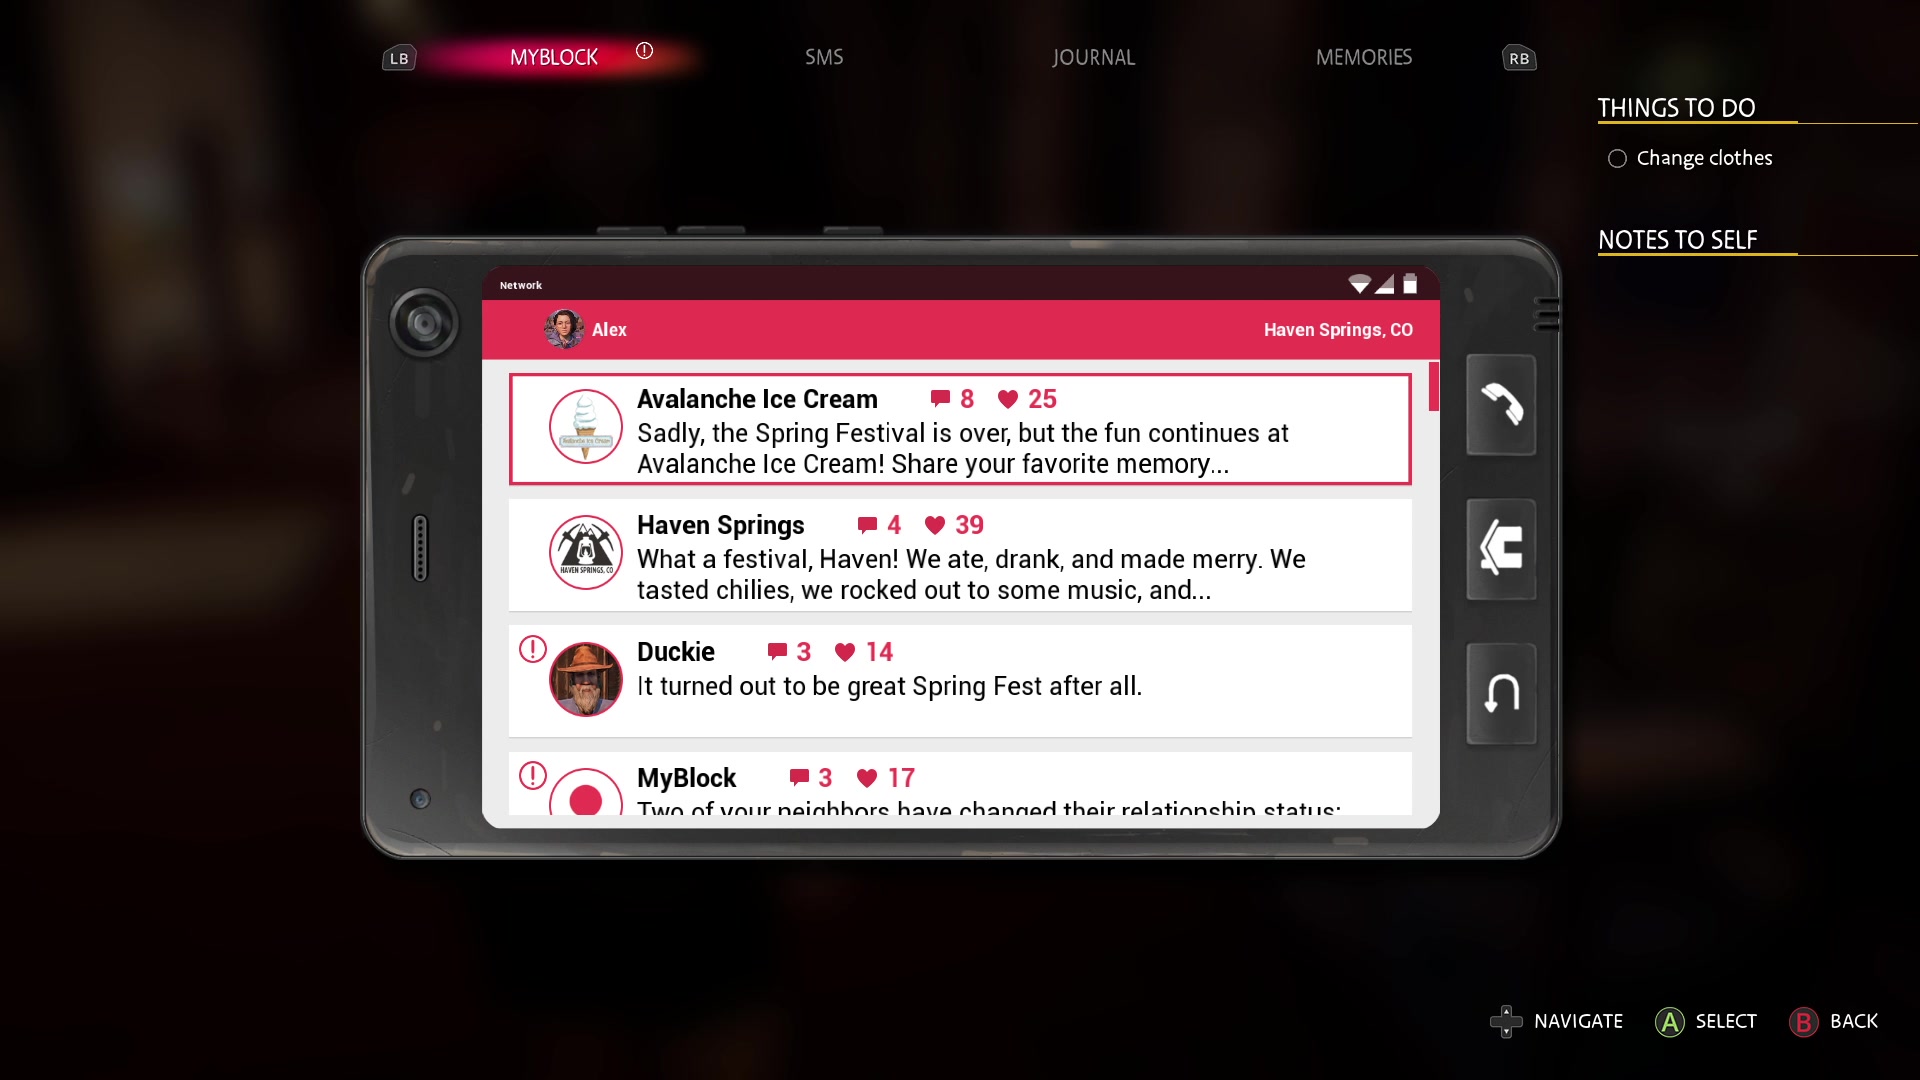 LB
MYBLOCK
SMS
JOURNAL
MEMORIES
RB
THINGS TO DO
Change clothes
NOTES TO SELF
Network
Alex
Haven Springs, CO
Avalanche Ice Cream 8 25
Sadly, the Spring Festival is over, but the fun continues at
Avalanche Ice Cream! Share your favorite memory...
Haven Springs 4 39
HAVEN SPRINGS, CO
What a festival, Haven! We ate, drank, and made merry. We
tasted chilies, we rocked out to some music, and...
Duckie 3 14
It turned out to be great Spring Fest after all.
MyBlock 3 17
Two of your neighbors have changed their relationship status:
NAVIGATE
A SELECT
B BACK